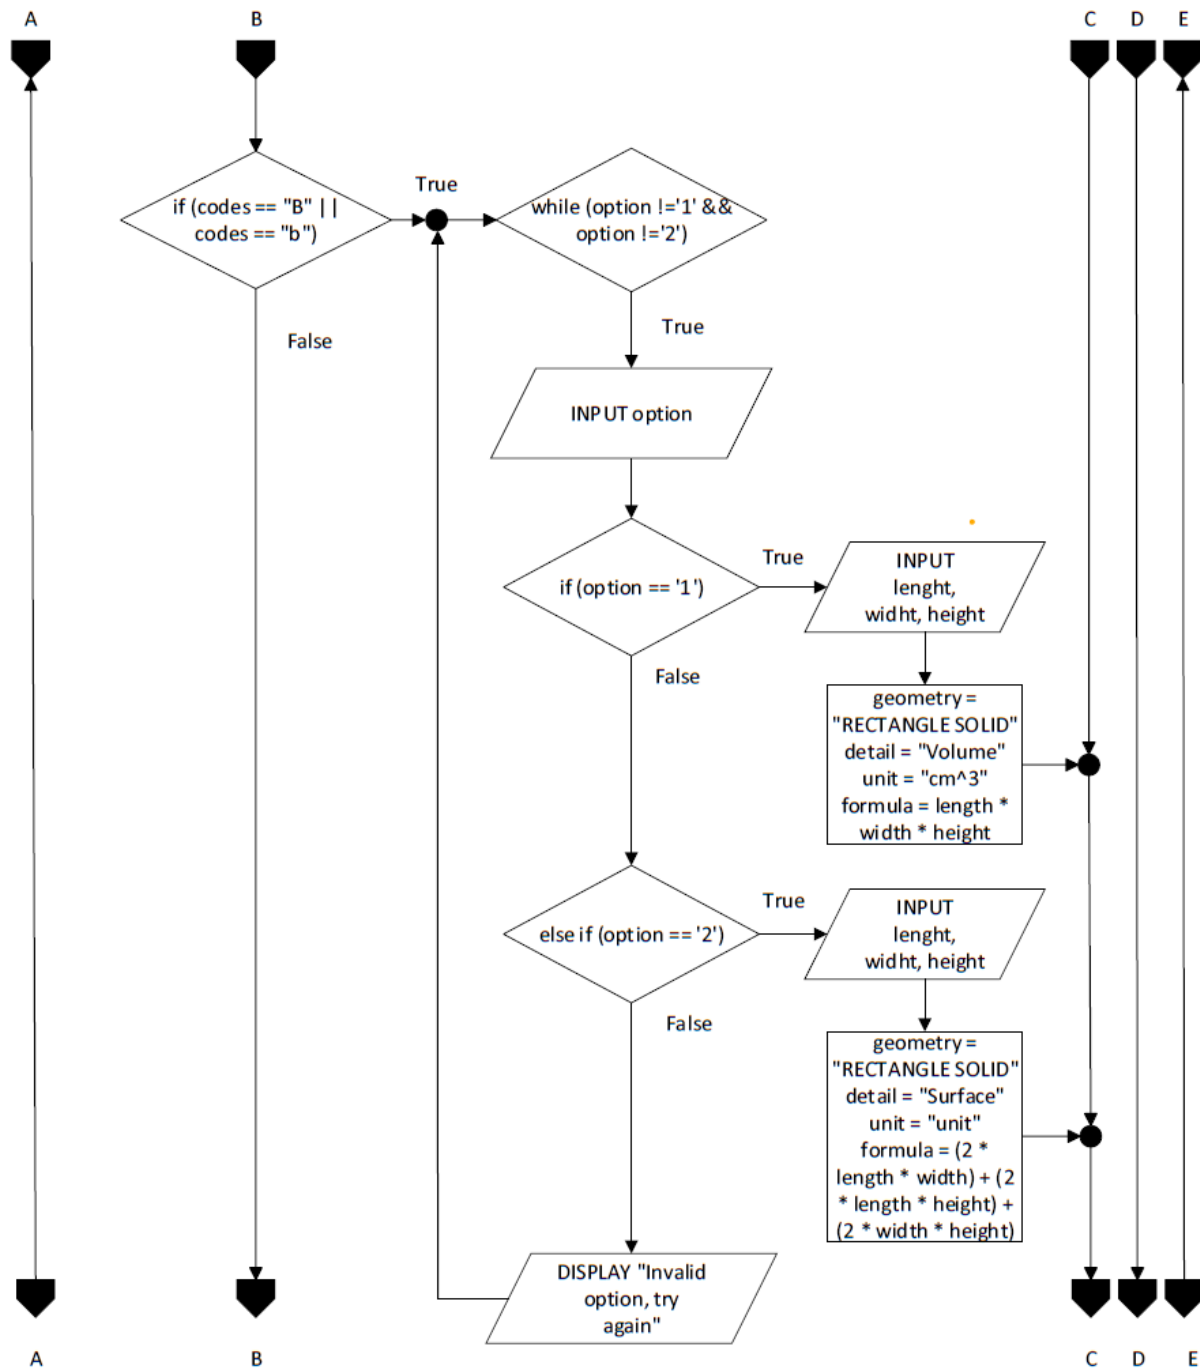 A
B
C
D
E
if (codes == "B" ||
codes == "b")
True
while (option !='1' &&
option !='2')
False
True
INPUT option
if (option == '1')
True
INPUT
lenght,
widht, height
False
geometry =
"RECTANGLE SOLID"
detail = "Volume"
unit = "cm^3"
formula = length *
width * height
else if (option == '2')
True
INPUT
lenght,
widht, height
False
geometry =
"RECTANGLE SOLID"
detail = "Surface"
unit = "unit"
formula = (2 *
length * width) + (2
* length * height) +
(2 * width * height)
DISPLAY "Invalid
option, try
again"
A
B
C
D
E